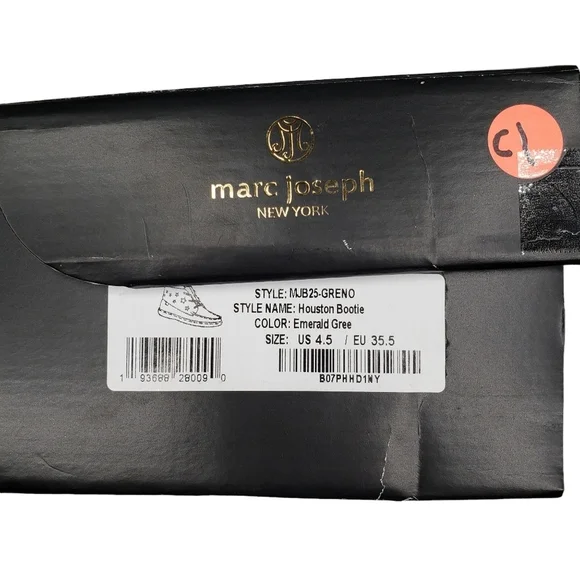 C1
marc joseph
NEW YORK
STYLE: MJB25-GRENO
STYLE NAME: Houston Bootie
COLOR: Emerald Gree
SIZE: US 4.5 / EU 35.5
1 93688 28009 0
B07PHHD1NY